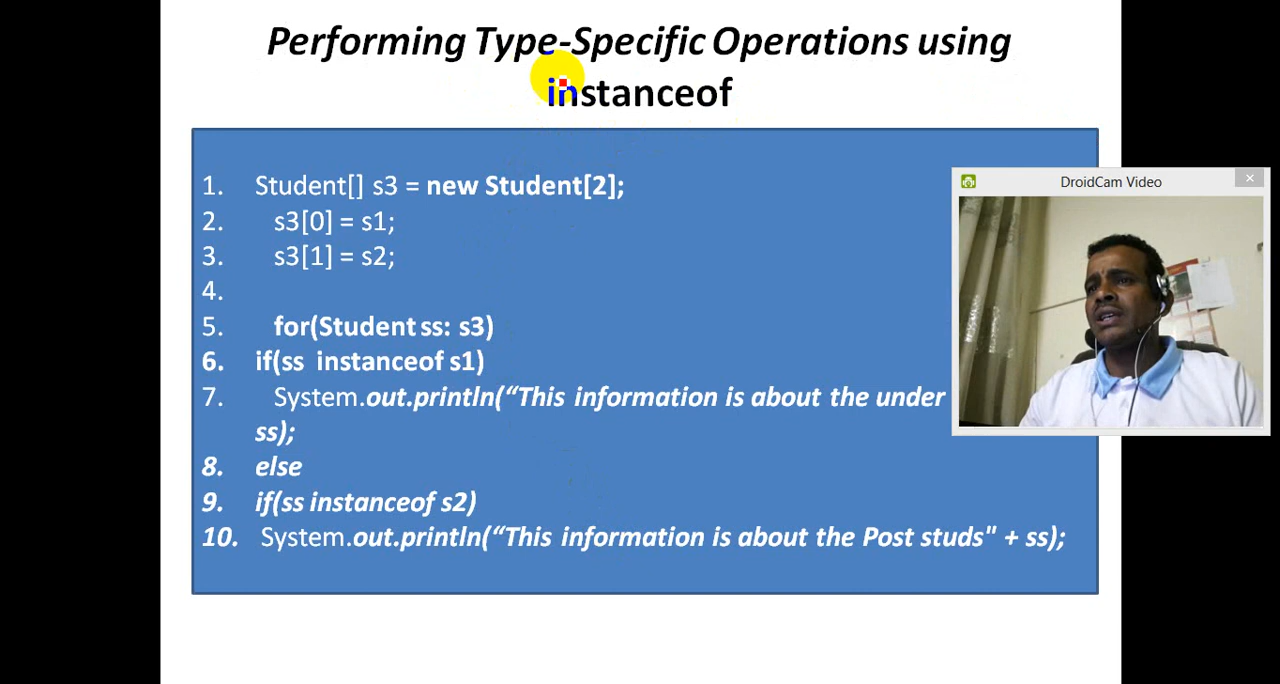 Performing Type-Specific Operations using
instanceof
1. Student[] s3 = new Student[2];
2. s3[0] = s1;
3. s3[1] = s2;
4.
5. for(Student ss: s3)
6. if(ss instanceof s1)
7. System.out.println(“This information is about the under
ss);
8. else
9. if(ss instanceof s2)
10. System.out.println(“This information is about the Post studs" + ss);
DroidCam Video